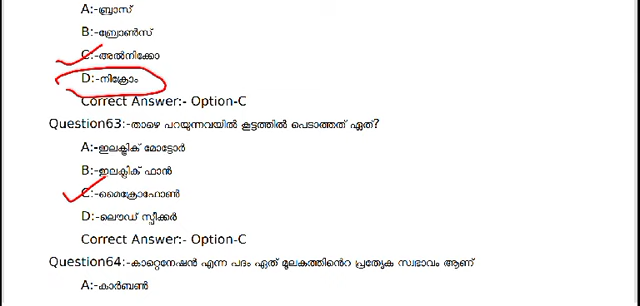 A:-ബ്രാസ്
B:-ബ്രോൺസ്
C:-അൽനിക്കോ
D:-നിക്രോം
Correct Answer:- Option-C
Question63:-താഴെ പറയുന്നവയിൽ കൂട്ടത്തിൽ പെടാത്തത് ഏത്?
A:-ഇലക്ട്രിക് മോട്ടോർ
B:-ഇലക്ട്രിക് ഫാൻ
C:-മൈക്രോഫോൺ
D:-ലൌഡ് സ്പീക്കർ
Correct Answer:- Option-C
Question64:-കാറ്റെനേഷൻ എന്ന പദം ഏത് മൂലകത്തിൻെറ പ്രത്യേക സ്വഭാവം ആണ്
A:-കാർബൺ